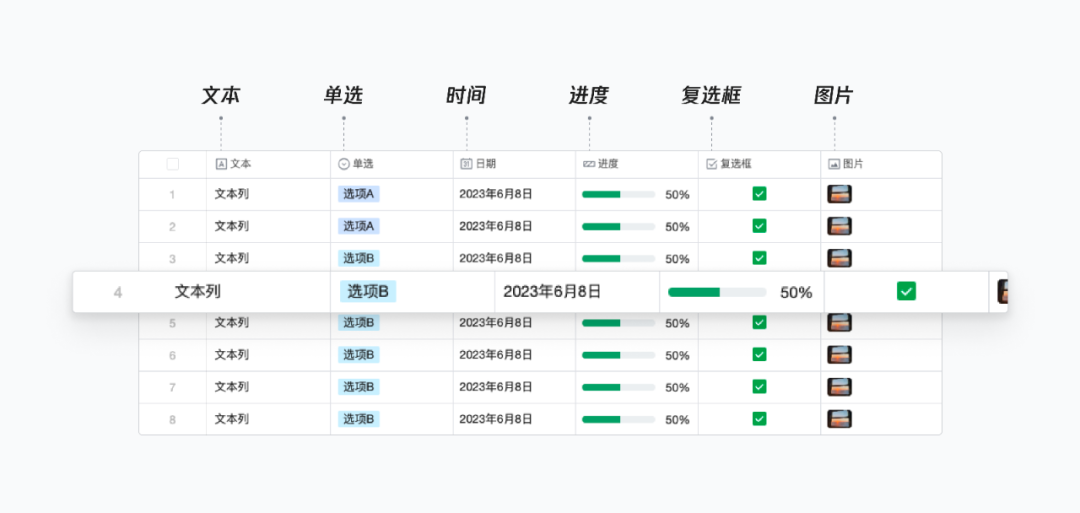 文本 单选 时间 进度 复选框 图片
文本 单选 日期 进度 复选框 图片
1 文本列 选项A 2023年6月8日 50%
2 文本列 选项A 2023年6月8日 50%
3 文本列 选项B 2023年6月8日 50%
4 文本列 选项B 2023年6月8日 50%
5 文本列 选项B 2023年6月8日 50%
6 文本列 选项B 2023年6月8日 50%
7 文本列 选项B 2023年6月8日 50%
8 文本列 选项B 2023年6月8日 50%